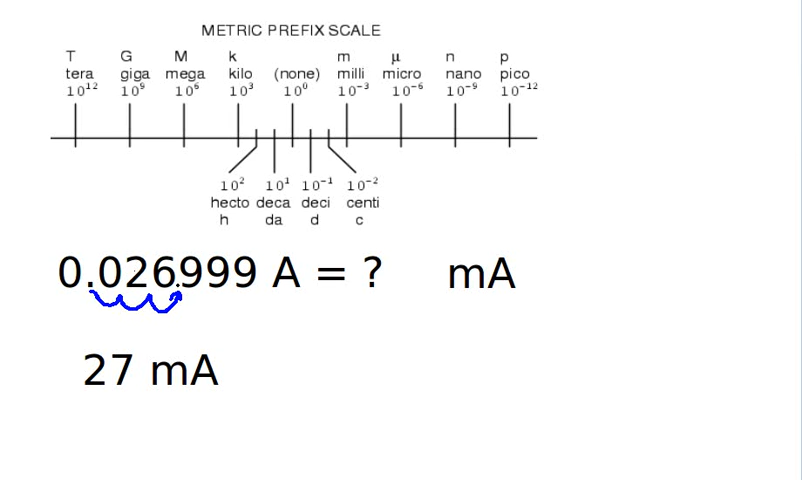 METRIC PREFIX SCALE
T G M k m μ n p
tera giga mega kilo (none) milli micro nano pico
10¹² 10⁹ 10⁶ 10³ 10⁰ 10⁻³ 10⁻⁶ 10⁻⁹ 10⁻¹²
10² 10¹ 10⁻¹ 10⁻²
hecto deca deci centi
h da d c
0.026.999 A = ? mA
27 mA